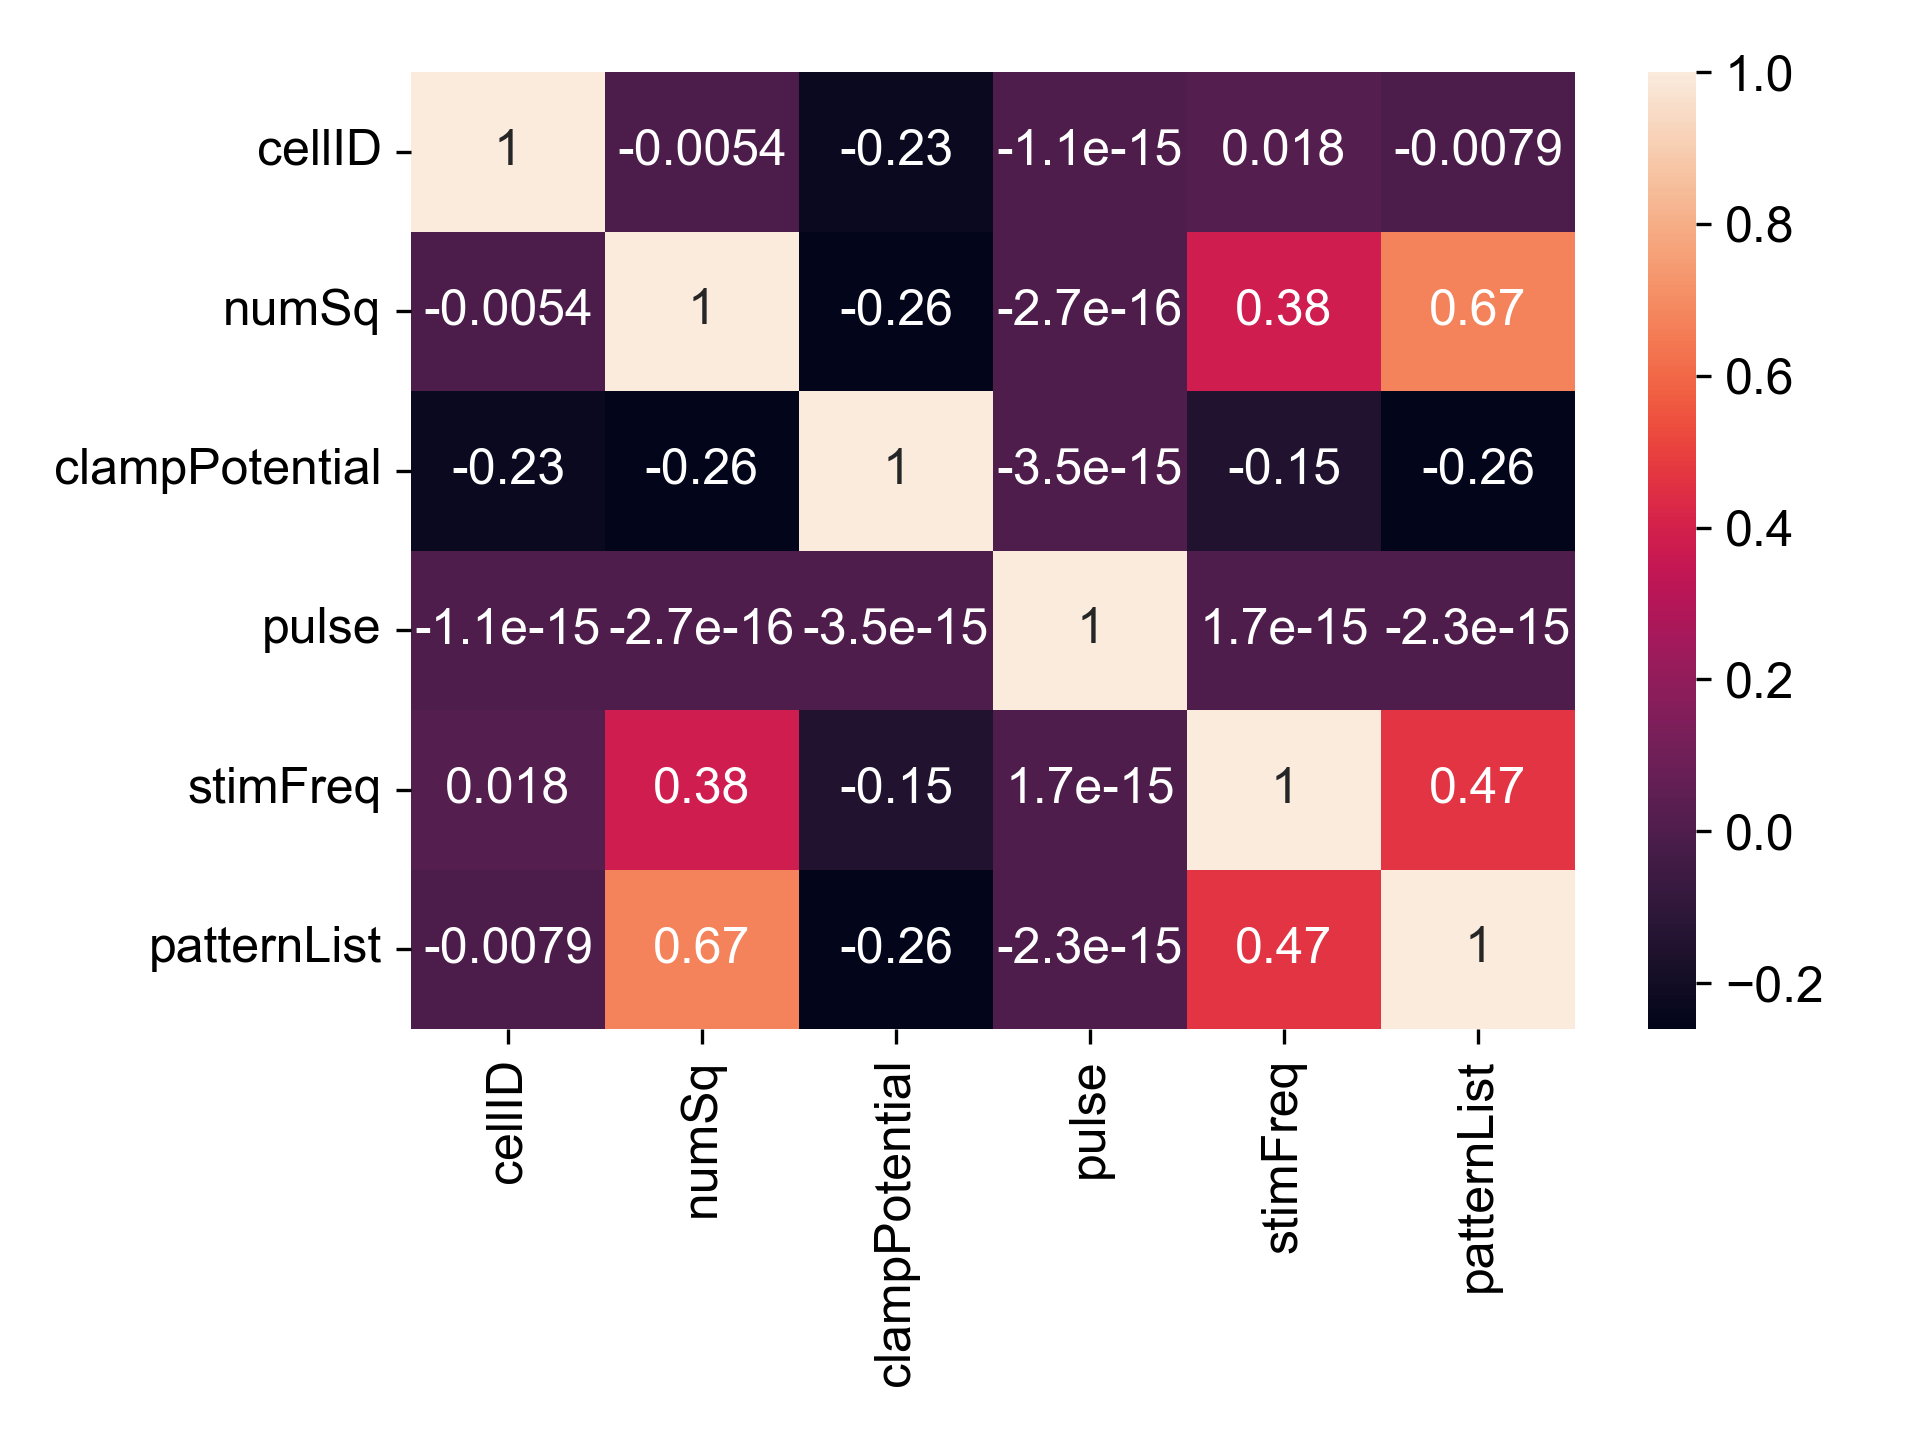 cellID 1 -0.0054 -0.23 -1.1e-15 0.018 -0.0079
numSq -0.0054 1 -0.26 -2.7e-16 0.38 0.67
clampPotential -0.23 -0.26 1 -3.5e-15 -0.15 -0.26
pulse -1.1e-15 -2.7e-16 -3.5e-15 1 1.7e-15 -2.3e-15
stimFreq 0.018 0.38 -0.15 1.7e-15 1 0.47
patternList -0.0079 0.67 -0.26 -2.3e-15 0.47 1
cellID
numSq
clampPotential
pulse
stimFreq
patternList
1.0
0.8
0.6
0.4
0.2
0.0
−0.2